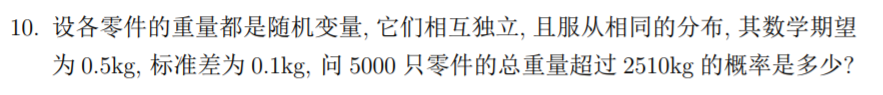 10. 设各零件的重量都是随机变量, 它们相互独立, 且服从相同的分布, 其数学期望
为 0.5kg, 标准差为 0.1kg, 问 5000 只零件的总重量超过 2510kg 的概率是多少?